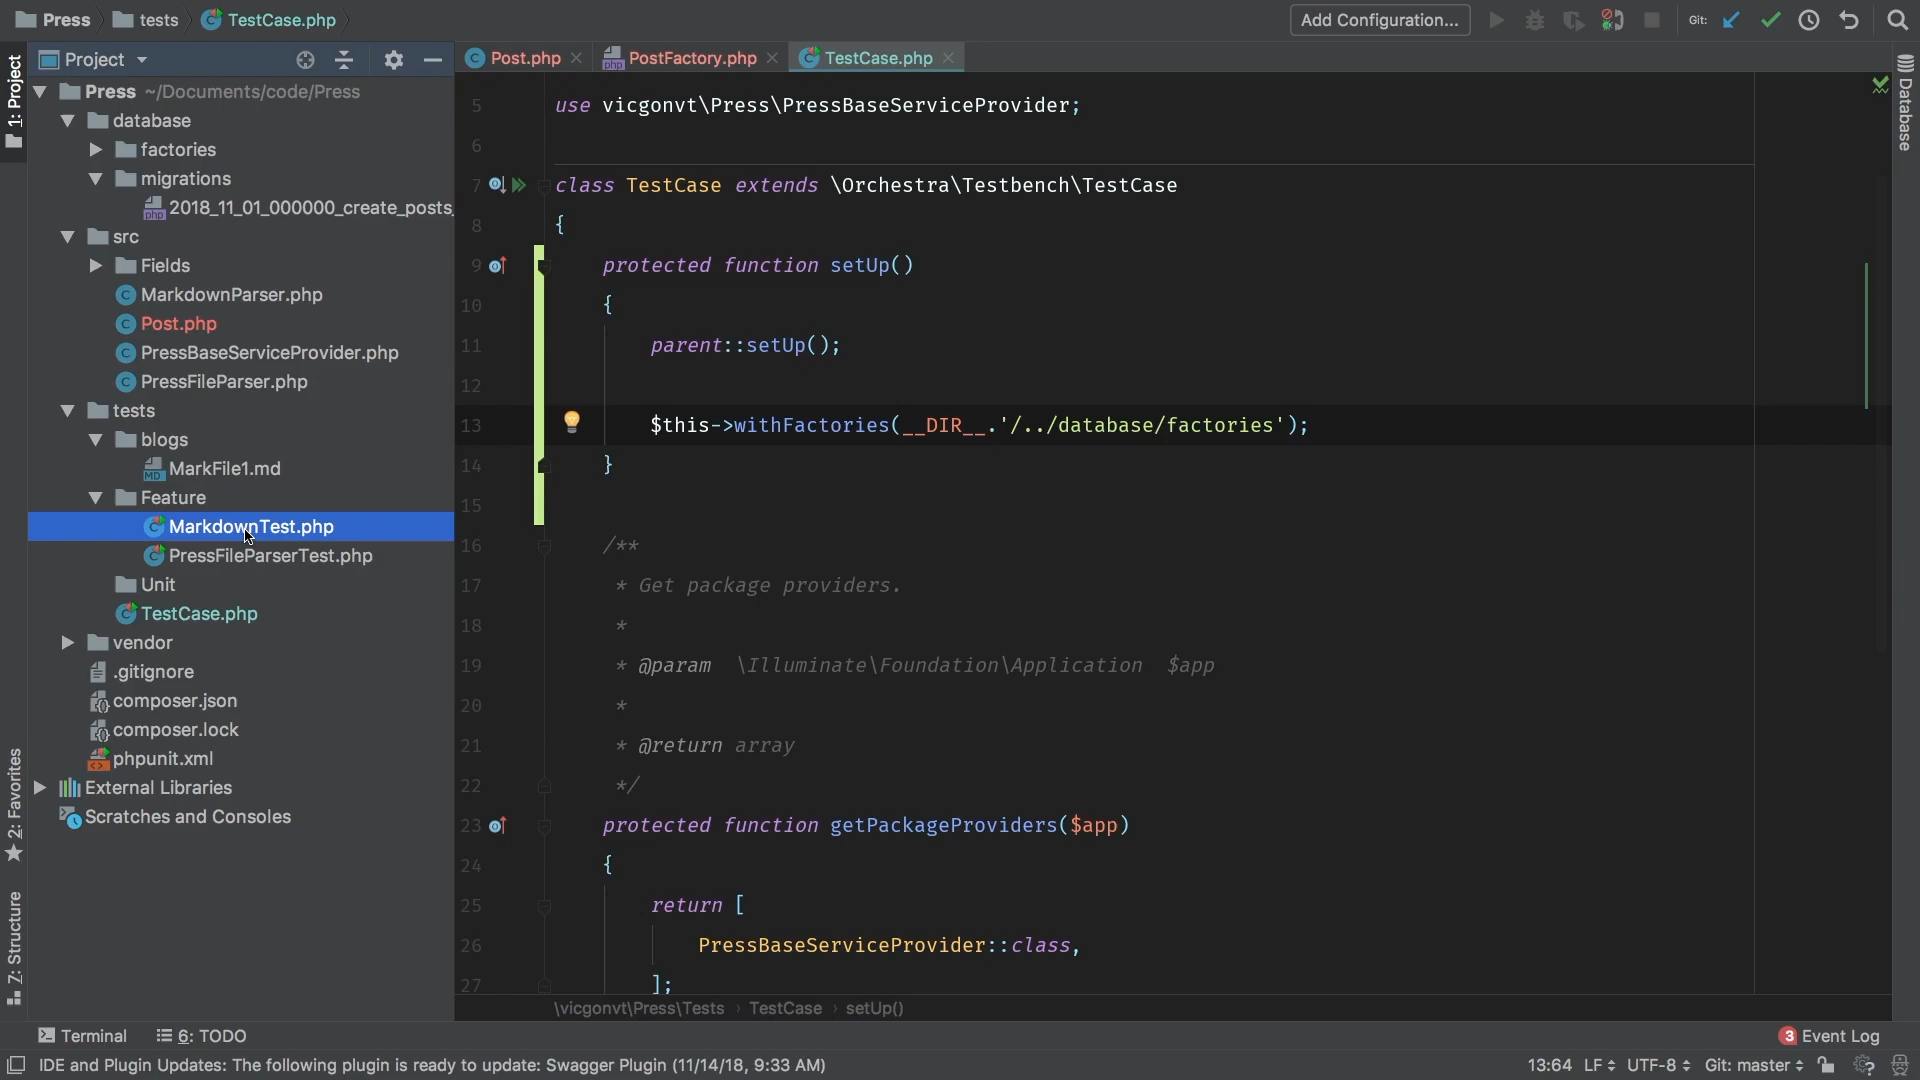 Press
tests
TestCase.php
Add Configuration...
Git:
1: Project
Project
Post.php
PostFactory.php
TestCase.php
Database
Press ~/Documents/code/Press
database
factories
migrations
2018_11_01_000000_create_posts_
src
Fields
MarkdownParser.php
Post.php
PressBaseServiceProvider.php
PressFileParser.php
tests
blogs
MarkFile1.md
Feature
MarkdownTest.php
PressFileParserTest.php
Unit
TestCase.php
vendor
.gitignore
composer.json
composer.lock
phpunit.xml
External Libraries
Scratches and Consoles
2: Favorites
Z: Structure
5 use vicgonvt\Press\PressBaseServiceProvider;
6
7 class TestCase extends \Orchestra\Testbench\TestCase
8 {
9 protected function setUp()
10 {
11 parent::setUp();
12
13 $this->withFactories(__DIR__.'/../database/factories');
14 }
15
16 /**
17 * Get package providers.
18 *
19 * @param \Illuminate\Foundation\Application $app
20 *
21 * @return array
22 */
23 protected function getPackageProviders($app)
24 {
25 return [
26 PressBaseServiceProvider::class,
27 ];
\vicgonvt\Press\Tests › TestCase › setUp()
Terminal
6: TODO
3 Event Log
IDE and Plugin Updates: The following plugin is ready to update: Swagger Plugin (11/14/18, 9:33 AM)
13:64 LF UTF-8 Git: master